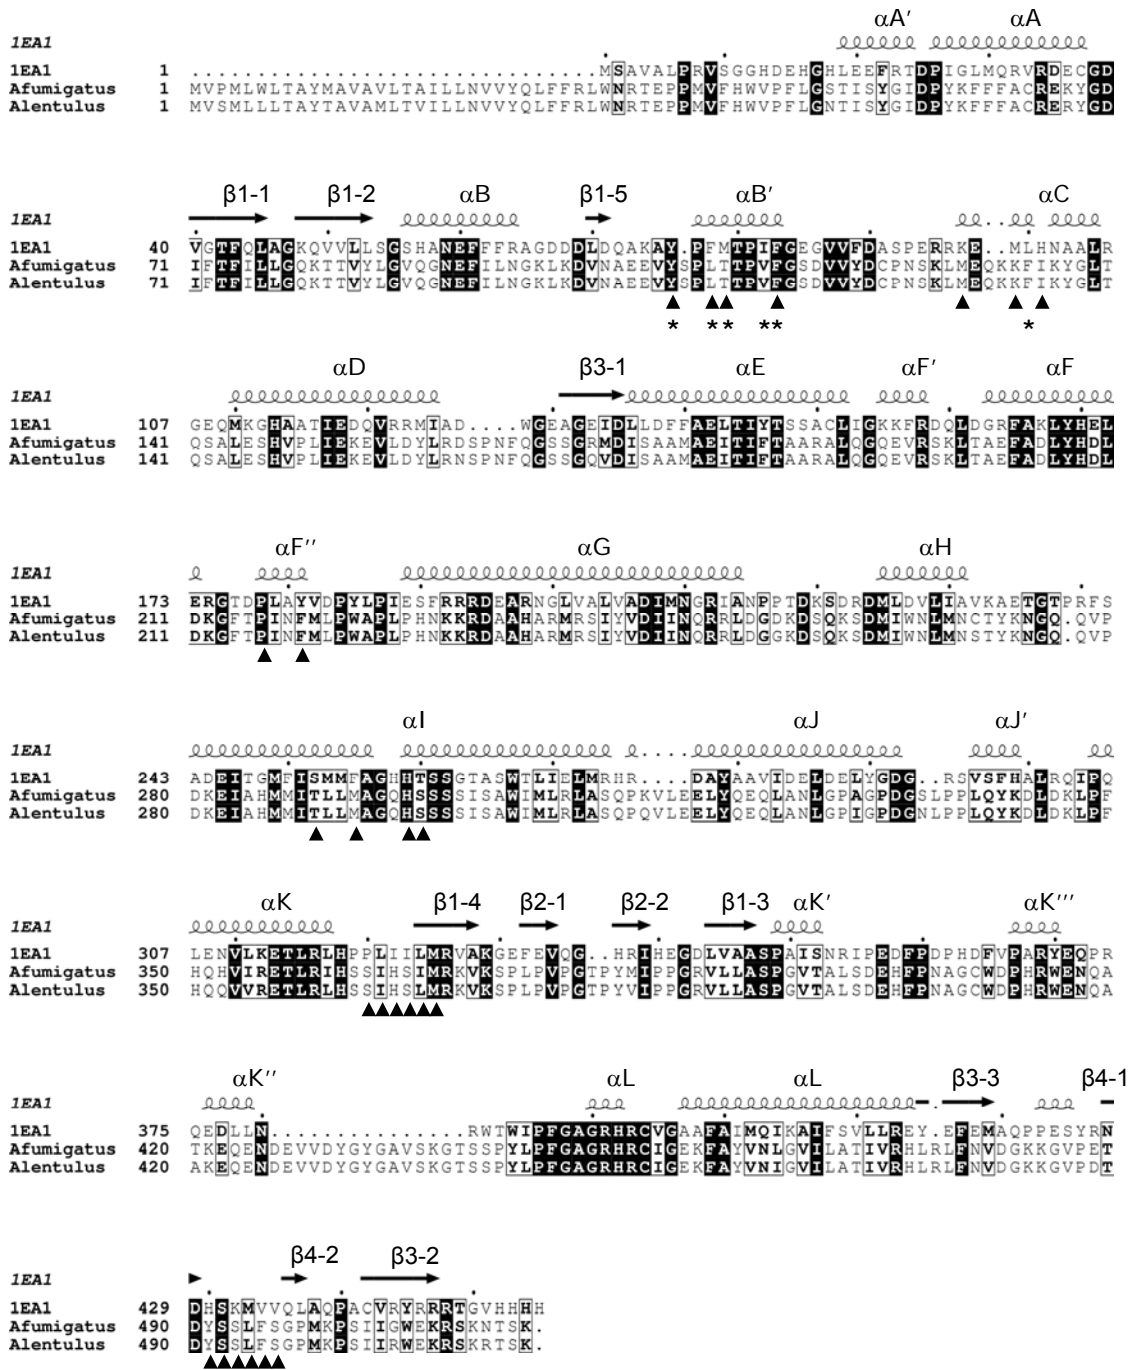 αA′ αA
1EA1
1EA1 1 ...............................MSAVALPRVSGGHDEHGHLEEFRTDPIGLMQRVRDECGD
Afumigatus 1 MVPMLWLTAYMAVAVLTAILLNVVYQLFFRLWNRTEPPMVFHWVPFLGSTISYGIDPYKFFFACREKYGD
Alentulus 1 MVSMLLLTAYTAVAMLTVILLNVVYQLFFRLWNRTEPPMVFHWVPFLGNTISYGIDPYKFFFACRERYGD
β1-1 β1-2 αB β1-5 αB′ αC
1EA1
1EA1 40 VGTFQLAGKQVVLLSGSHANEFFFRAGDDDLDQAKAY.PFMTPIFGEGVVFDASPERRKE..MLHNAALR
Afumigatus 71 IFTFILLGQKTTVYLGVQGNEFILNGKLKDVNAEEVYSPLTTPVFGSDVVYDCPNSKLMEQKKFIKYGLT
Alentulus 71 IFTFILLGQKTTVYLGVQGNEFILNGKLKDVNAEEVYSPLTTPVFGSDVVYDCPNSKLMEQKKFIKYGLT
* * * * * *
αD β3-1 αE αF′ αF
1EA1
1EA1 107 GEQMKGHAATIEDQVRRMIAD....WGEAGEIDLLDFFAELTIYTSSACLIGKKFRDQLDGRFAKLYHEL
Afumigatus 141 QSALESHVPLIEKEVLDYLRDSPNFQGSSGRMDISAAMAEITIFTAARALQGQEVRSKLTAEFADLYHDL
Alentulus 141 QSALESHVPLIEKEVLDYLRNSPNFQGSSGQVDISAAMAEITIFTAARALQGQEVRSKLTAEFADLYHDL
αF′′ αG αH
1EA1
1EA1 173 ERGTDPLAYVDPYLPIESFRRRDEARNGLVALVADIMNGRIANPPTDKSDRDMLDVLIAVKAETGTPRFS
Afumigatus 211 DKGFTPINFMLPWAPLPHNKKRDAAHARMRSIYVDIINQRRLDGDKDSQKSDMIWNLMNCTYKNGQ.QVP
Alentulus 211 DKGFTPINFMLPWAPLPHNKKRDAAHARMRSIYVDIINQRRLDGGKDSQKSDMIWNLMNSTYKNGQ.QVP
αI αJ αJ′
1EA1
1EA1 243 ADEITGMFISMMFAGHHTSSGTASWTLIELMRHR....DAYAAVIDELDELYGDG..RSVSFHALRQIPQ
Afumigatus 280 DKEIAHMMITLLMAGQHSSSSISAWIMLRLASQPKVLEELYQEQLANLGPAGPDGSLPPLQYKDLDKLPF
Alentulus 280 DKEIAHMMITLLMAGQHSSSSISAWIMLRLASQPQVLEELYQEQLANLGPIGPDGNLPPLQYKDLDKLPF
αK β1-4 β2-1 β2-2 β1-3 αK′ αK′′′
1EA1
1EA1 307 LENVLKETLRLHPPLIILMRVAKGEFEVQG..HRIHEGDLVAASPAISNRIPEDFPDPHDFVPARYEQPR
Afumigatus 350 HQHVIRETLRIHSSIHSIMRKVKSPLPVPGTPYMIPPGRVLLASPGVTALSDEHFPNAGCWDPHRWENQA
Alentulus 350 HQQVVRETLRLHSSIHSLMRKVKSPLPVPGTPYVIPPGRVLLASPGVTALSDEHFPNAGCWDPHRWENQA
αK′′ αL αL β3-3 β4-1
1EA1
1EA1 375 QEDLLN...............RWTWIPFGAGRHRCVGAAFAIMQIKAIFSVLLREY.EFEMAQPPESYRN
Afumigatus 420 TKEQENDEVVDYGYGAVSKGTSSPYLPFGAGRHRCIGEKFAYVNLGVILATIVRHLRLFNVDGKKGVPET
Alentulus 420 AKEQENDEVVDYGYGAVSKGTSSPYLPFGAGRHRCIGEKFAYVNIGVILATIVRHLRLFNVDGKKGVPDT
β4-2 β3-2
1EA1
1EA1 429 DHSKMVVQLAQPACVRYRRRTGVHHHH
Afumigatus 490 DYSSLFSGPMKPSIIGWEKRSKNTSK.
Alentulus 490 DYSSLFSGPMKPSIIRWEKRSKRTSK.